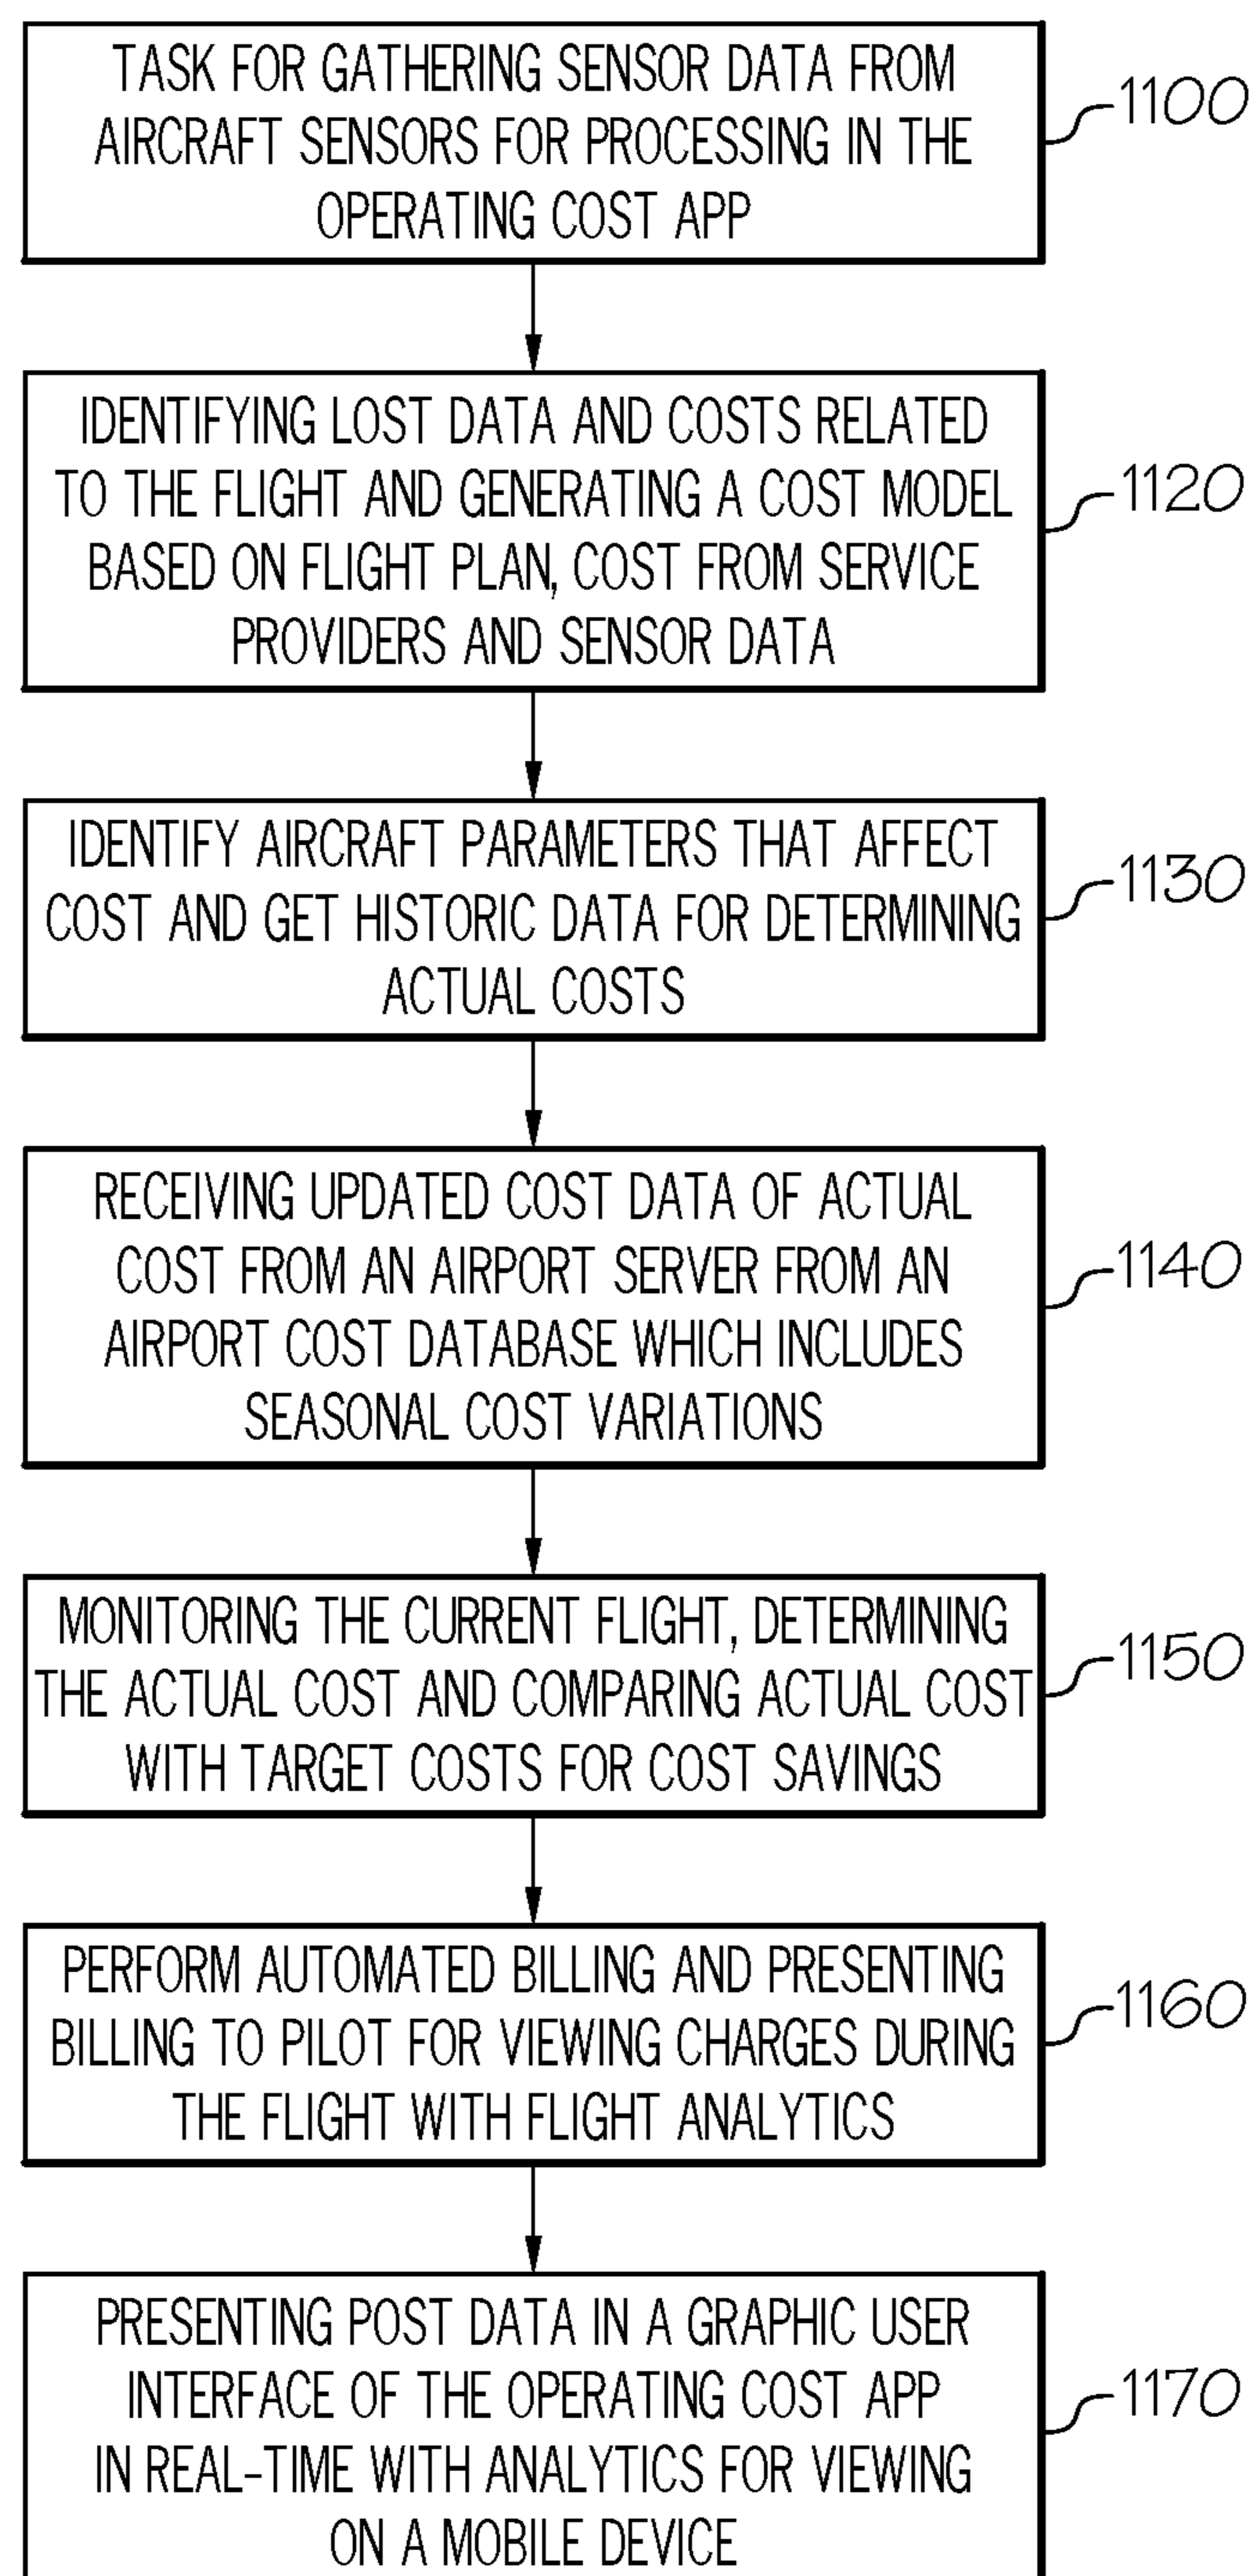 TASK FOR GATHERING SENSOR DATA FROM
AIRCRAFT SENSORS FOR PROCESSING IN THE
OPERATING COST APP
1100
IDENTIFYING LOST DATA AND COSTS RELATED
TO THE FLIGHT AND GENERATING A COST MODEL
BASED ON FLIGHT PLAN, COST FROM SERVICE
PROVIDERS AND SENSOR DATA
1120
IDENTIFY AIRCRAFT PARAMETERS THAT AFFECT
COST AND GET HISTORIC DATA FOR DETERMINING
ACTUAL COSTS
1130
RECEIVING UPDATED COST DATA OF ACTUAL
COST FROM AN AIRPORT SERVER FROM AN
AIRPORT COST DATABASE WHICH INCLUDES
SEASONAL COST VARIATIONS
1140
MONITORING THE CURRENT FLIGHT, DETERMINING
THE ACTUAL COST AND COMPARING ACTUAL COST
WITH TARGET COSTS FOR COST SAVINGS
1150
PERFORM AUTOMATED BILLING AND PRESENTING
BILLING TO PILOT FOR VIEWING CHARGES DURING
THE FLIGHT WITH FLIGHT ANALYTICS
1160
PRESENTING POST DATA IN A GRAPHIC USER
INTERFACE OF THE OPERATING COST APP
IN REAL-TIME WITH ANALYTICS FOR VIEWING
ON A MOBILE DEVICE
1170